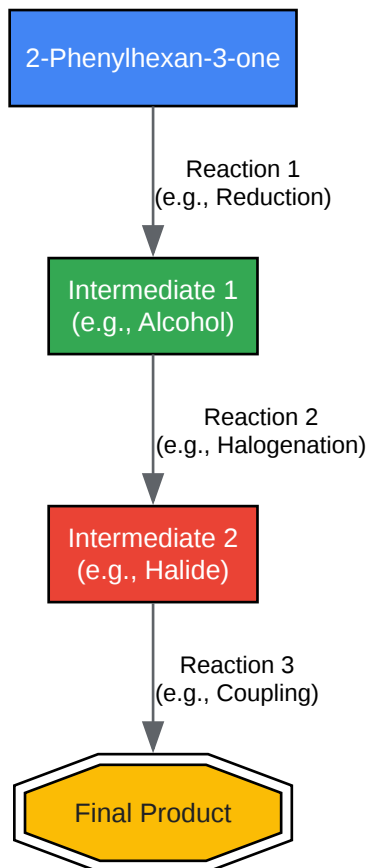 2-Phenylhexan-3-one
Reaction 1
(e.g., Reduction)
Intermediate 1
(e.g., Alcohol)
Reaction 2
(e.g., Halogenation)
Intermediate 2
(e.g., Halide)
Reaction 3
(e.g., Coupling)
Final Product